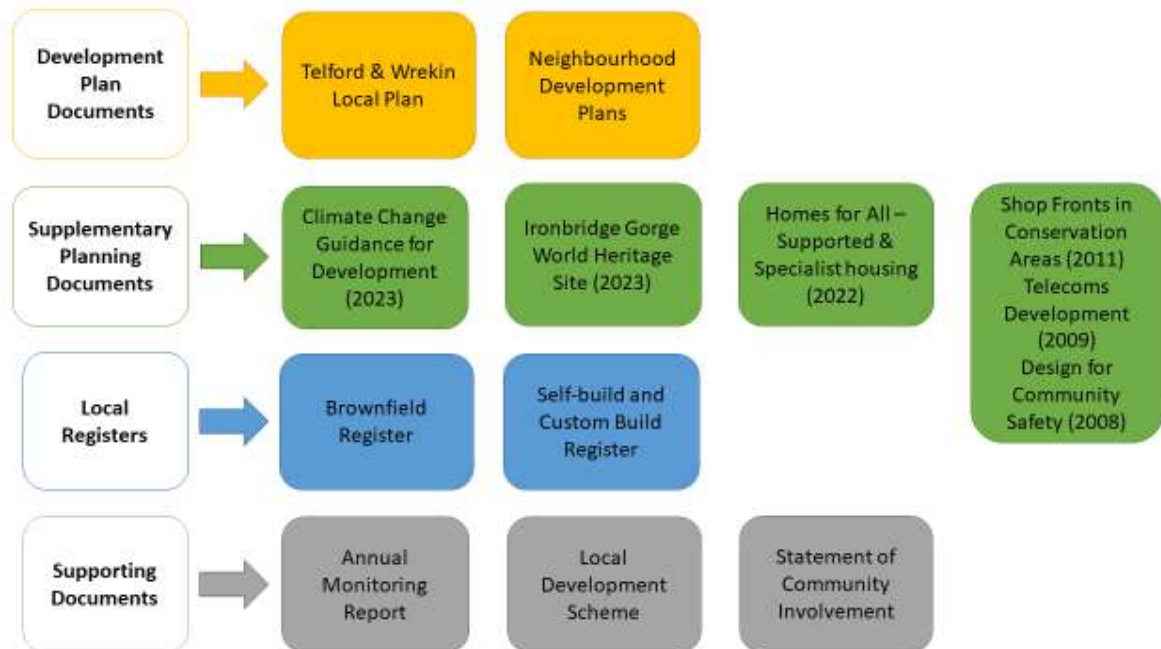 Development
Plan
Documents
Telford & Wrekin
Local Plan
Neighbourhood
Development
Plans
Supplementary
Planning
Documents
Climate Change
Guidance for
Development
(2023)
Ironbridge Gorge
World Heritage
Site (2023)
Homes for All –
Supported &
Specialist housing
(2022)
Shop Fronts in
Conservation
Areas (2011)
Telecoms
Development
(2009)
Design for
Community
Safety (2008)
Local
Registers
Brownfield
Register
Self-build and
Custom Build
Register
Supporting
Documents
Annual
Monitoring
Report
Local
Development
Scheme
Statement of
Community
Involvement